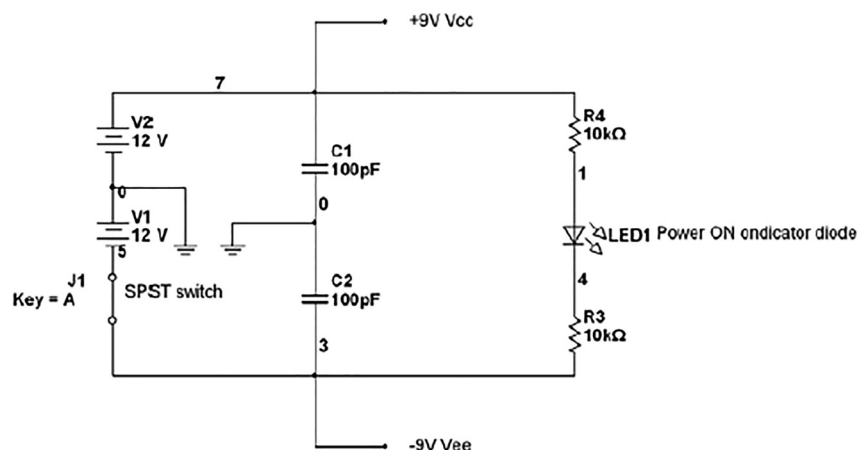 +9V Vcc
7
V2
12 V
R4
10kΩ
C1
100pF
1
0
0
V1
12 V
5
LED1 Power ON ondicator diode
J1
Key = A
SPST switch
C2
100pF
4
R3
10kΩ
3
-9V Vee